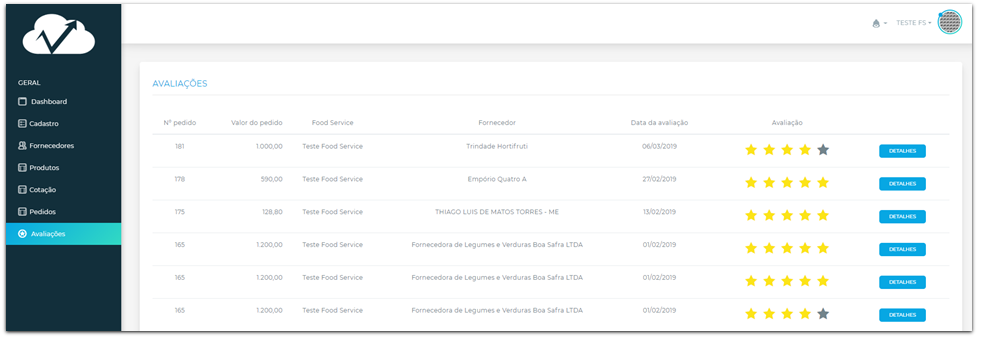 TESTE FS
GERAL
Dashboard
Cadastro
Fornecedores
Produtos
Cotação
Pedidos
Avaliações
AVALIAÇÕES
Nº pedido Valor do pedido Food Service Fornecedor Data da avaliação Avaliação
181 1.000,00 Teste Food Service Trindade Hortifruti 06/03/2019 DETALHES
178 590,00 Teste Food Service Empório Quatro A 27/02/2019 DETALHES
175 128,80 Teste Food Service THIAGO LUIS DE MATOS TORRES - ME 13/02/2019 DETALHES
165 1.200,00 Teste Food Service Fornecedora de Legumes e Verduras Boa Safra LTDA 01/02/2019 DETALHES
165 1.200,00 Teste Food Service Fornecedora de Legumes e Verduras Boa Safra LTDA 01/02/2019 DETALHES
165 1.200,00 Teste Food Service Fornecedora de Legumes e Verduras Boa Safra LTDA 01/02/2019 DETALHES